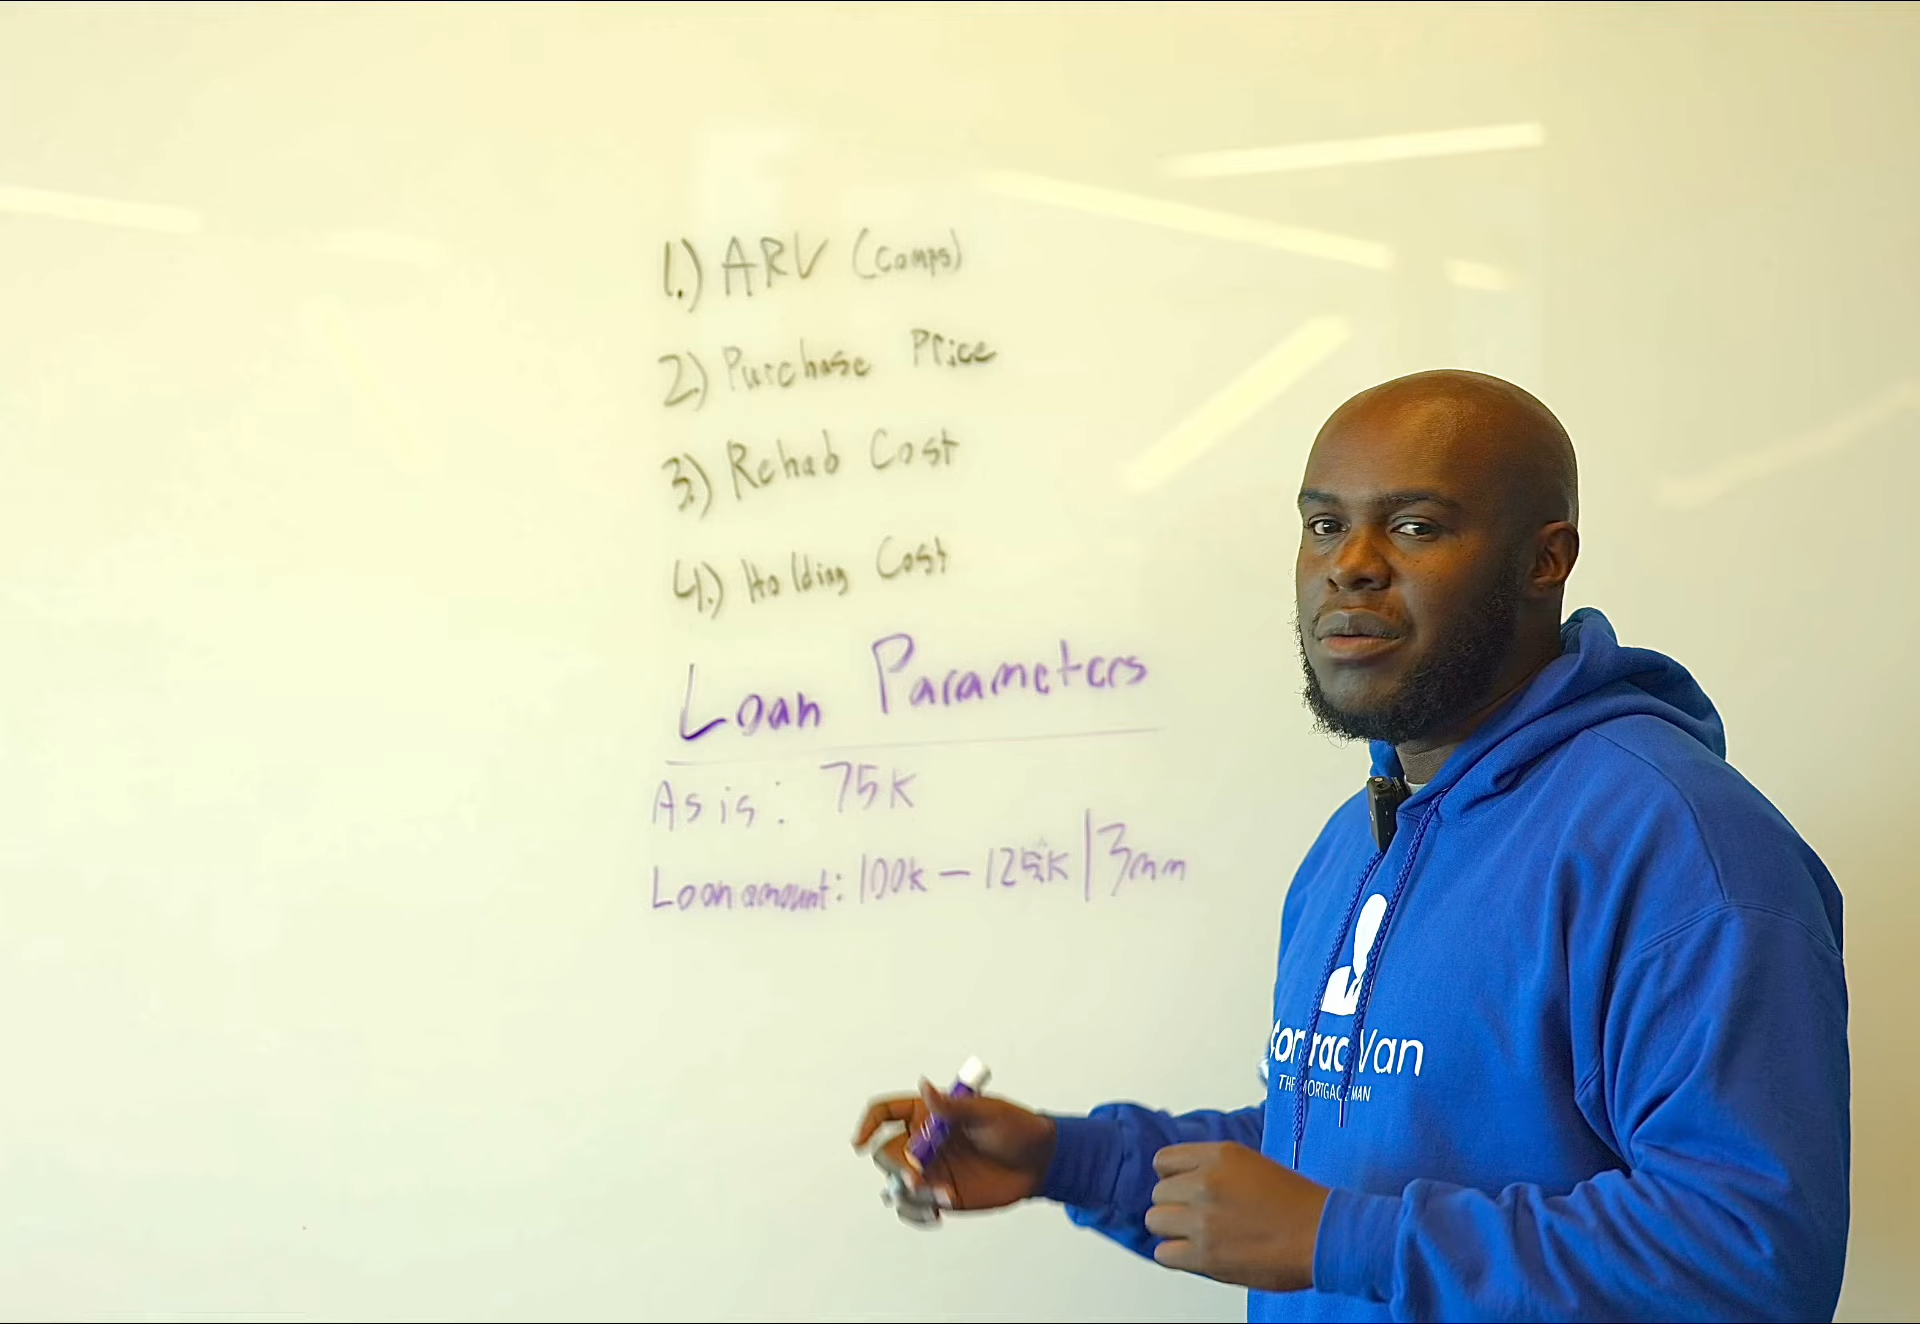 1.) ARV (Comps)
2.) Purchase Price
3.) Rehab Cost
4.) Holding Cost
Loan Parameters
As is: 75K
Loan amount: 100k - 125K | 3mm
Van
THE MORTGAGE MAN